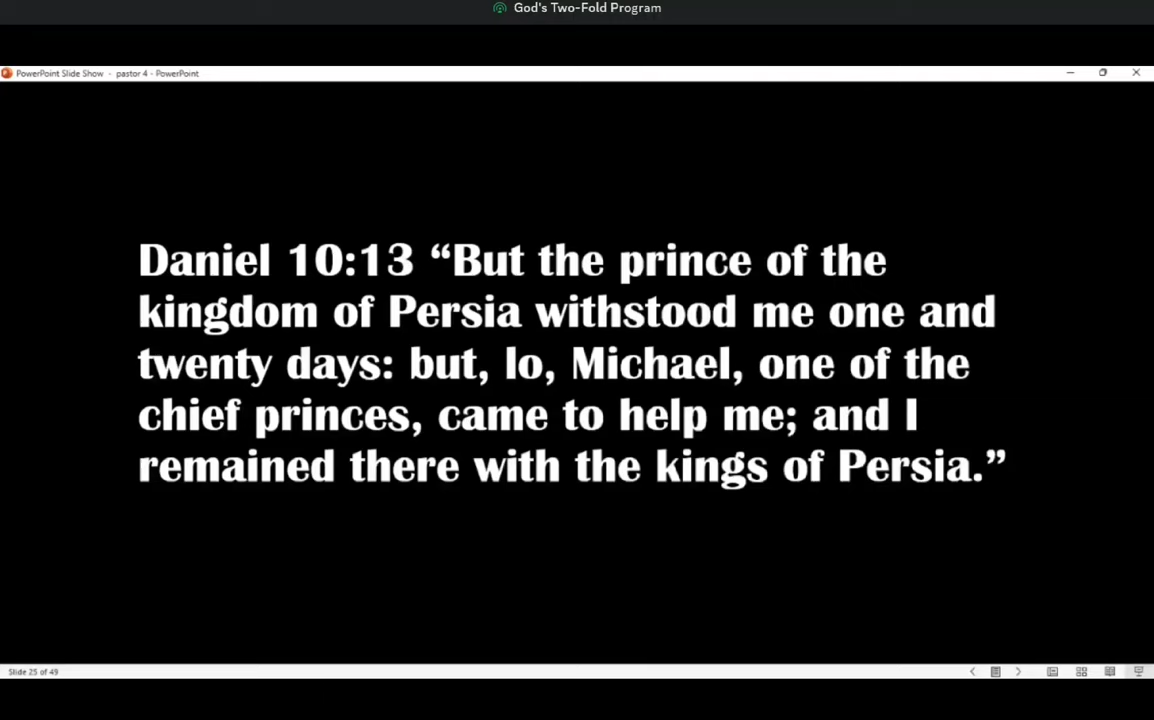 God's Two-Fold Program
PowerPoint Slide Show - pastor 4 - PowerPoint
Daniel 10:13 “But the prince of the
kingdom of Persia withstood me one and
twenty days: but, lo, Michael, one of the
chief princes, came to help me; and I
remained there with the kings of Persia.”
Slide 25 of 49